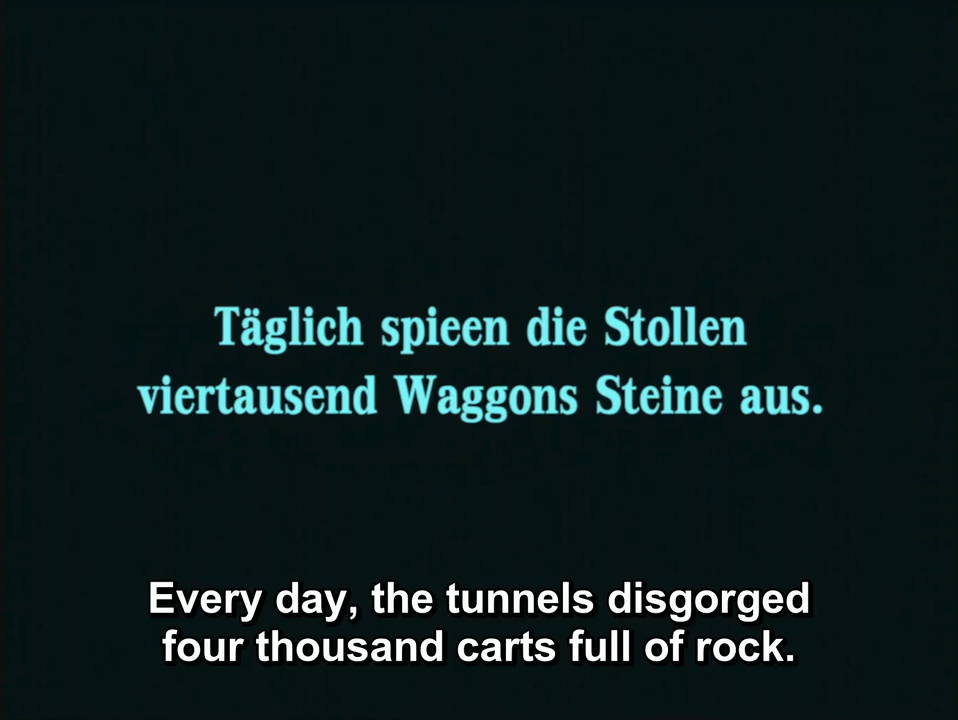 Täglich spieen die Stollen
viertausend Waggons Steine aus.
Every day, the tunnels disgorged
four thousand carts full of rock.